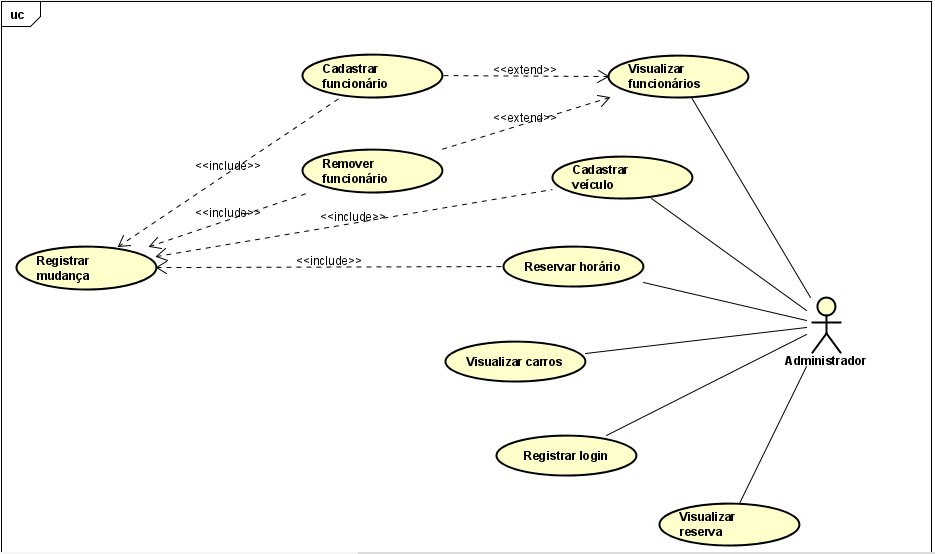 uc
Cadastrar
funcionário
<<extend>>
Visualizar
funcionários
<<extend>>
<<include>>
Remover
funcionário
Cadastrar
veículo
<<include>>
<<include>>
Registrar
mudança
<<include>>
Reservar horário
Visualizar carros
Administrador
Registrar login
Visualizar
reserva